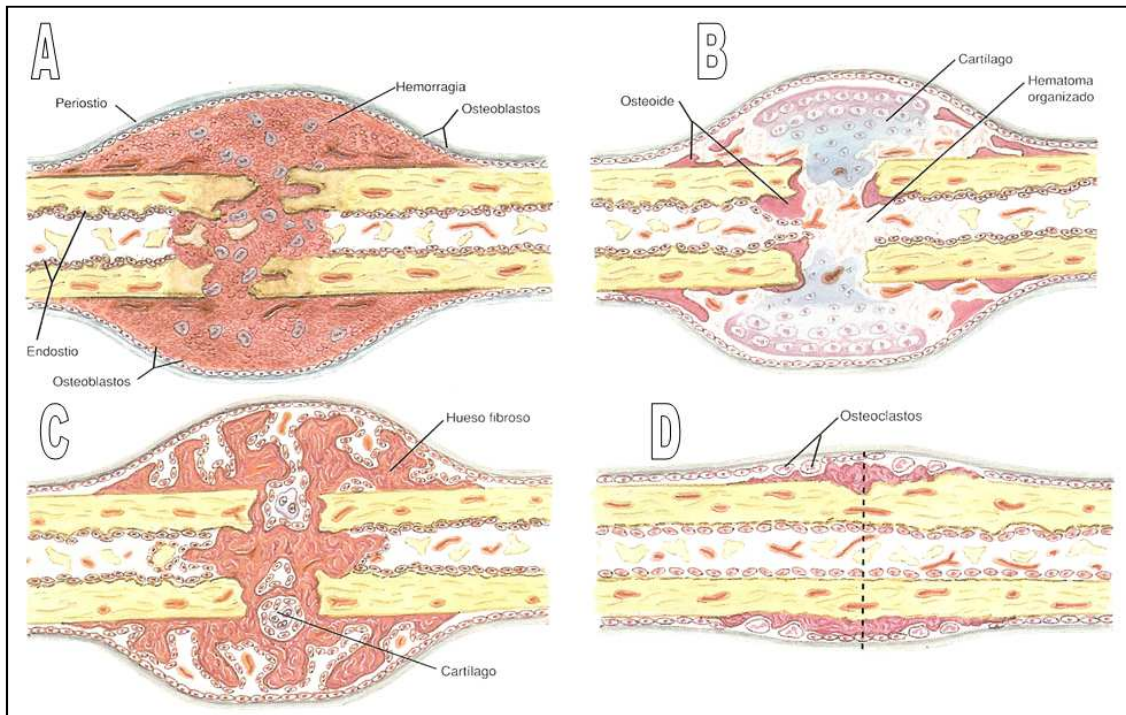 A
Periostio
Hemorragia
Osteoblastos
Endostio
Osteoblastos
B
Cartílago
Osteoide
Hematoma
organizado
C
Hueso fibroso
Cartílago
D
Osteoclastos